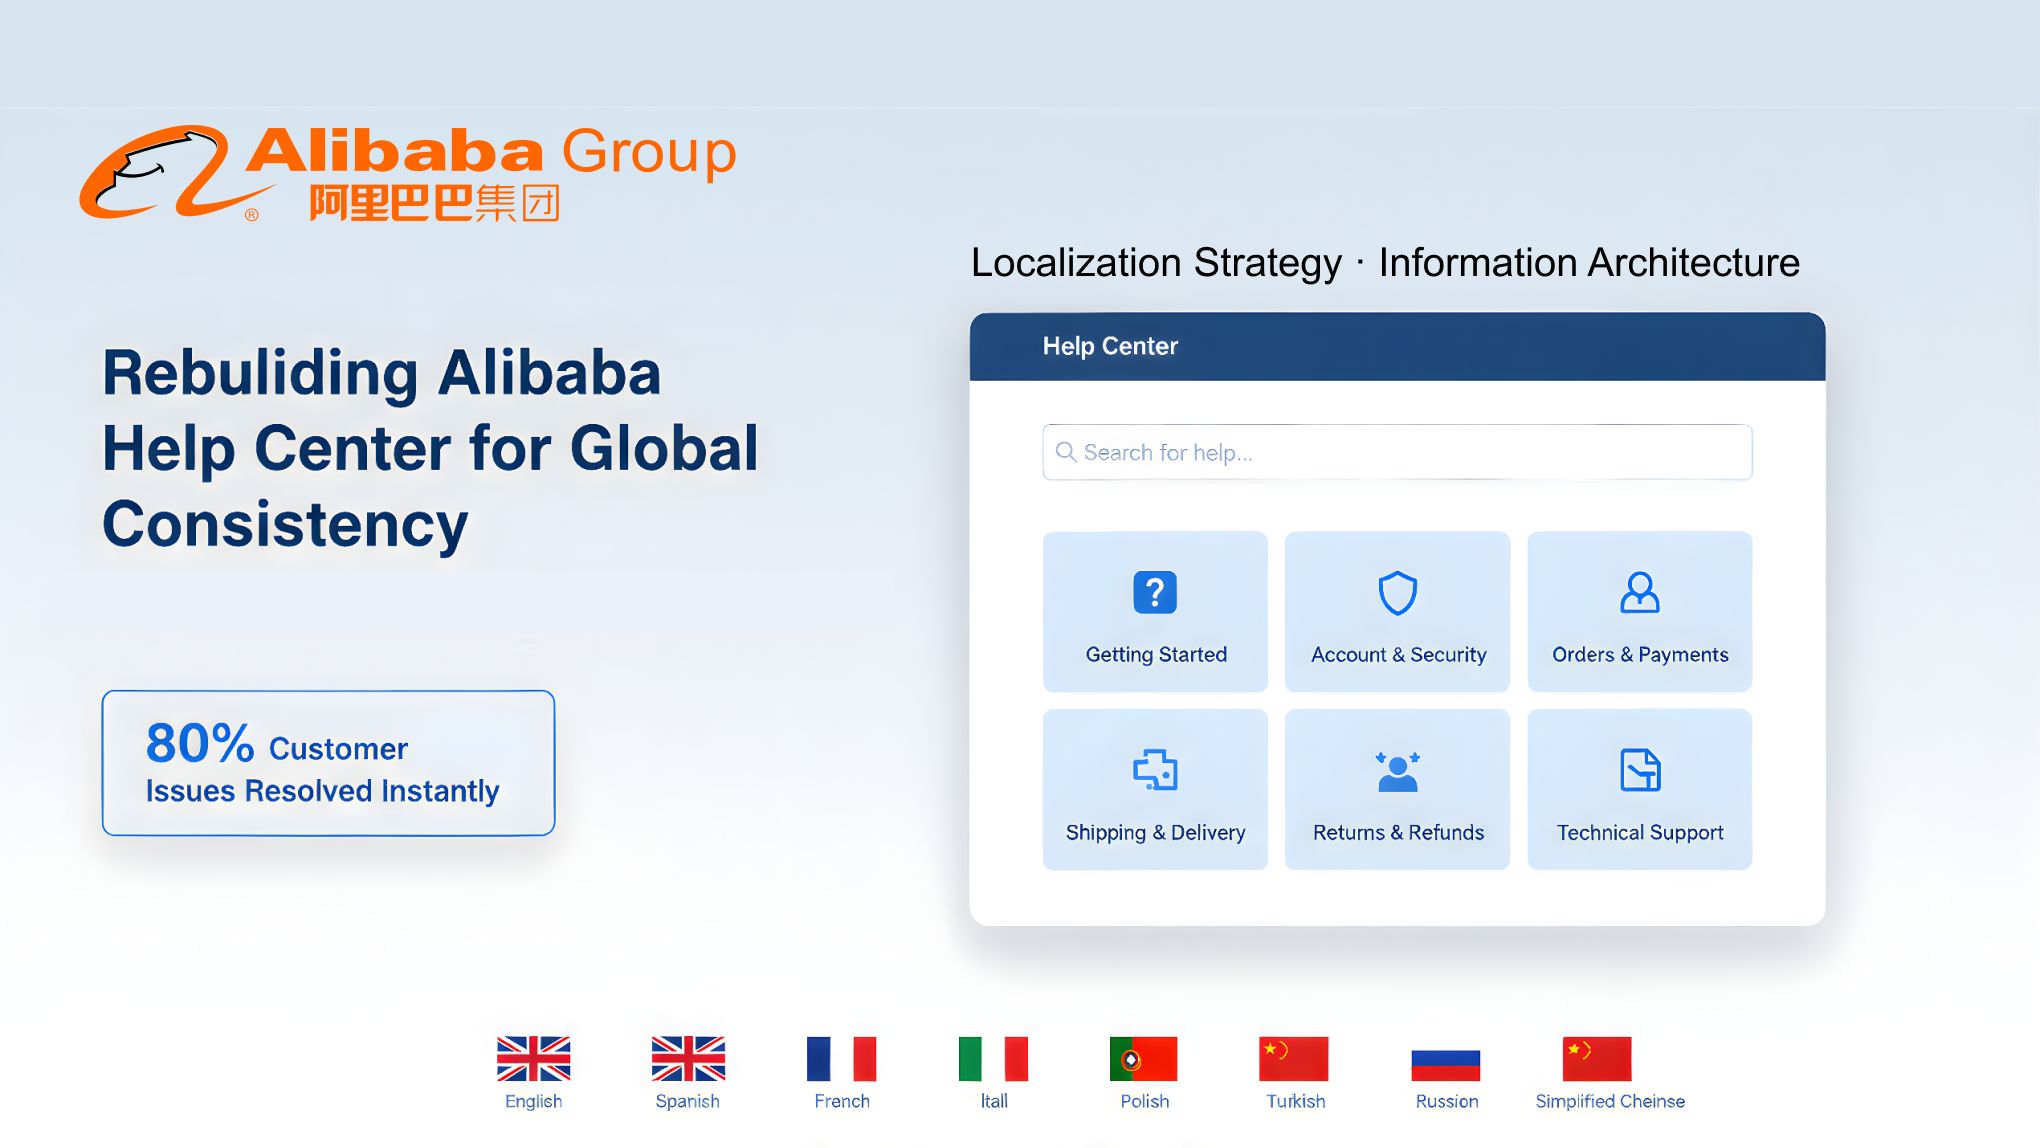 Alibaba Group
阿里巴巴集团
®
Localization Strategy · Information Architecture
Rebuliding Alibaba
Help Center for Global
Consistency
80% Customer
Issues Resolved Instantly
Help Center
Search for help...
?
Getting Started
Account & Security
Orders & Payments
Shipping & Delivery
Returns & Refunds
Technical Support
English
Spanish
French
Itall
Polish
Turkish
Russion
Simplified Cheinse